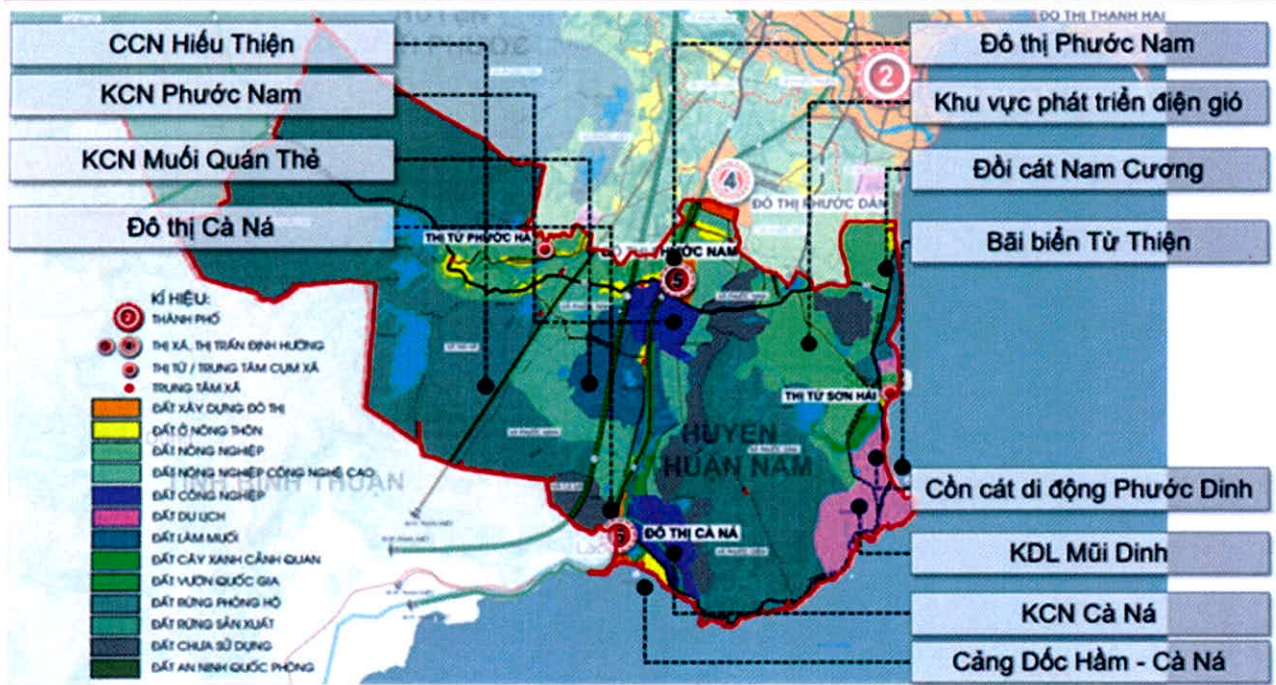 CCN Hiếu Thiện
KCN Phước Nam
KCN Muối Quán Thẻ
Đô thị Cà Ná
Đô thị Phước Nam
Khu vực phát triển điện gió
Đồi cát Nam Cương
Bãi biển Từ Thiện
Cồn cát di động Phước Dinh
KDL Mũi Dinh
KCN Cà Ná
Cảng Dốc Hầm - Cà Ná
ĐÔ THỊ THANH HẢI
2
4
ĐÔ THỊ PHƯỚC DÂN
THỊ TỨ PHƯỚC HÀ
PHƯỚC NAM
5
THỊ TỨ SƠN HẢI
HUYỆN
THUẬN NAM
ĐÔ THỊ CÀ NÁ
5
TỈNH BÌNH THUẬN
KÍ HIỆU:
THÀNH PHỐ
THỊ XÃ, THỊ TRẤN ĐỊNH HƯỚNG
THỊ TỨ / TRUNG TÂM CỤM XÃ
TRUNG TÂM XÃ
ĐẤT XÂY DỰNG ĐÔ THỊ
ĐẤT Ở NÔNG THÔN
ĐẤT NÔNG NGHIỆP
ĐẤT NÔNG NGHIỆP CÔNG NGHỆ CAO
ĐẤT CÔNG NGHIỆP
ĐẤT DU LỊCH
ĐẤT LÀM MUỐI
ĐẤT CÂY XANH CẢNH QUAN
ĐẤT VƯỜN QUỐC GIA
ĐẤT RỪNG PHÒNG HỘ
ĐẤT RỪNG SẢN XUẤT
ĐẤT CHƯA SỬ DỤNG
ĐẤT AN NINH QUỐC PHÒNG